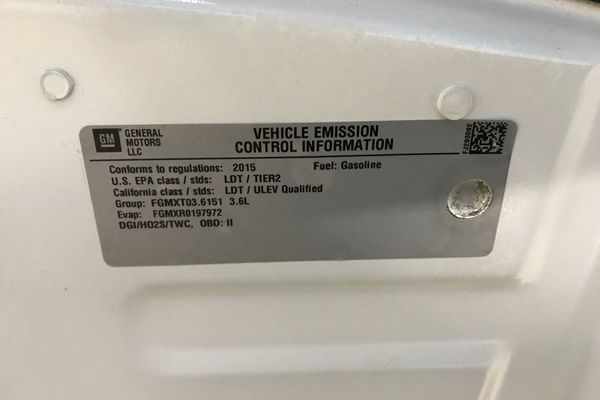 GM
GENERAL
MOTORS
LLC
VEHICLE EMISSION
CONTROL INFORMATION
Conforms to regulations: 2015 Fuel: Gasoline
U.S. EPA class / stds: LDT / TIER2
California class / stds: LDT / ULEV Qualified
Group: FGMXT03.6151 3.6L
Evap: FGMXR0197972
DGI/HO2S/TWC, OBD: II